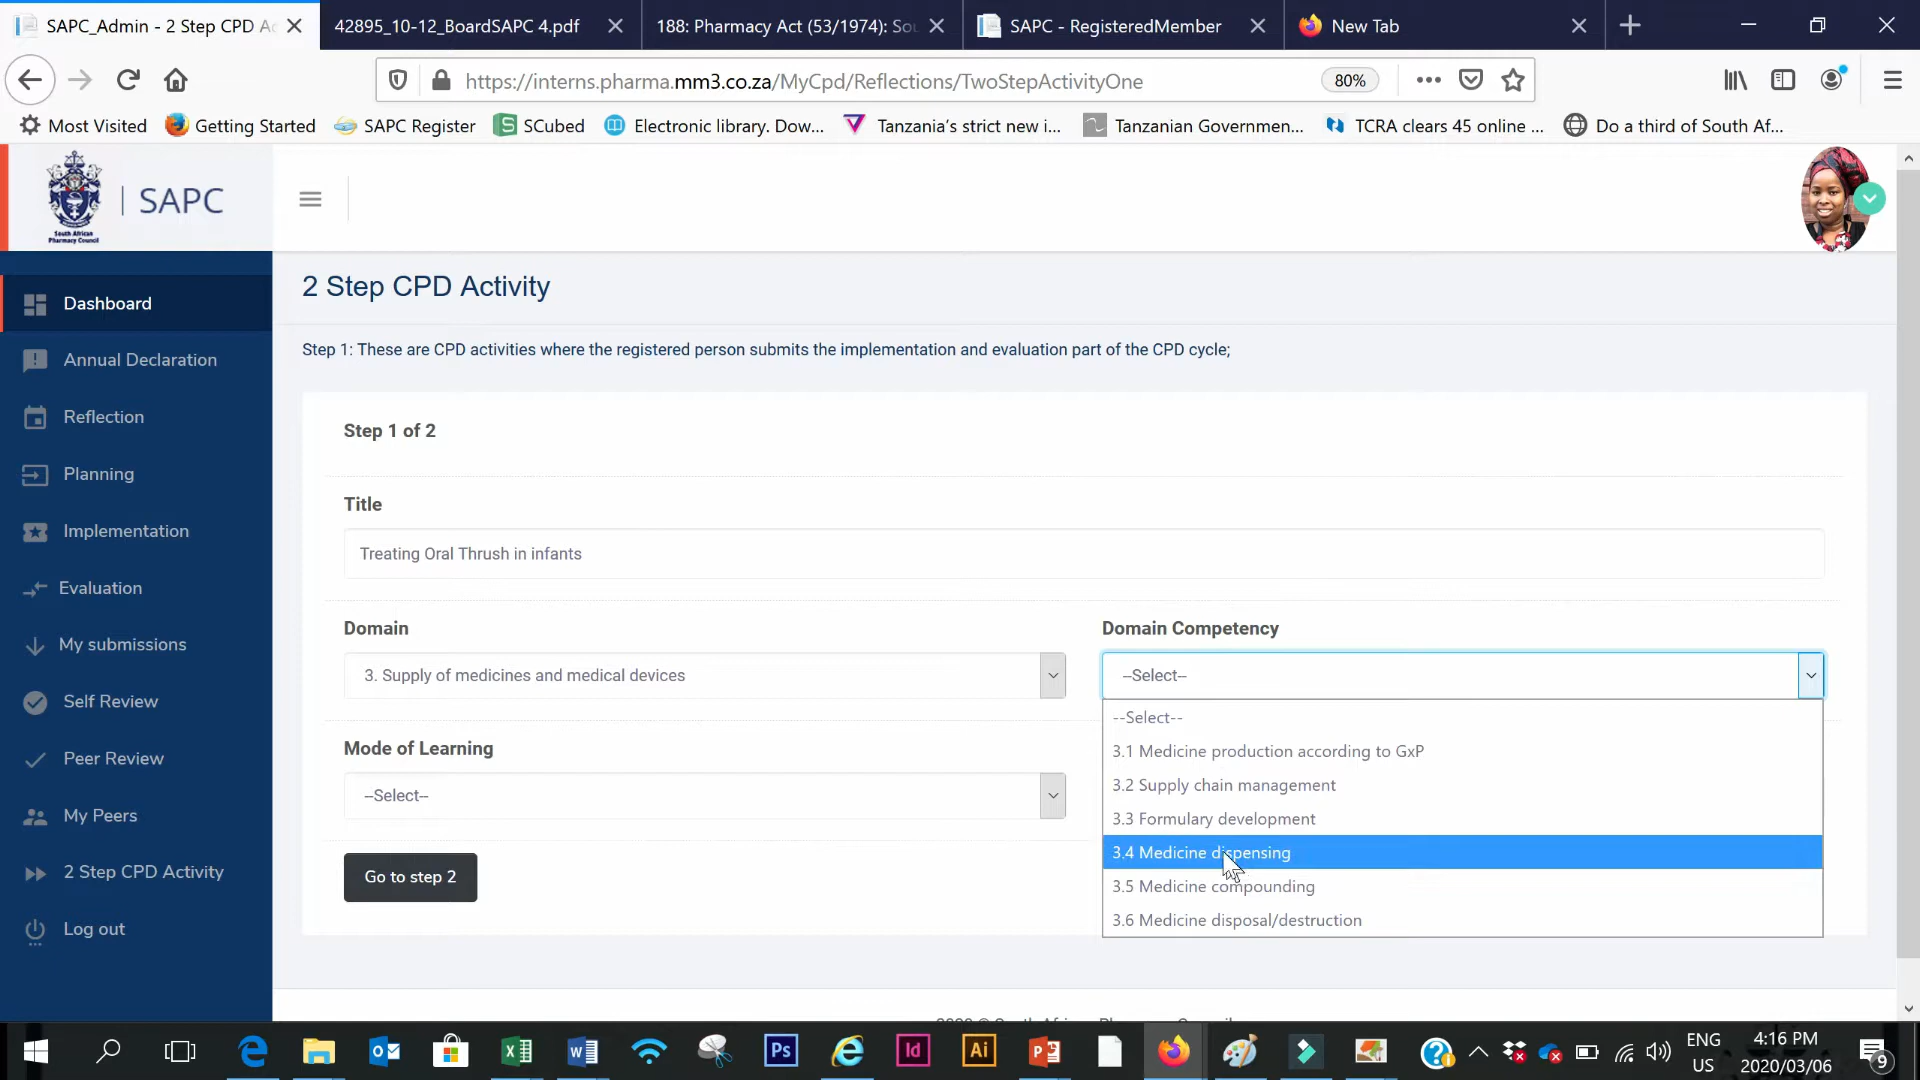 SAPC_Admin - 2 Step CPD Ac
42895_10-12_BoardSAPC 4.pdf
188: Pharmacy Act (53/1974): Sou
SAPC - RegisteredMember
New Tab
https://interns.pharma.mm3.co.za/MyCpd/Reflections/TwoStepActivityOne
80%
Most Visited
Getting Started
SAPC Register
SCubed
Electronic library. Dow...
Tanzania's strict new i...
Tanzanian Governmen...
TCRA clears 45 online ...
Do a third of South Af...
South African
Pharmacy Council
SAPC
Dashboard
Annual Declaration
Reflection
Planning
Implementation
Evaluation
My submissions
Self Review
Peer Review
My Peers
2 Step CPD Activity
Log out
2 Step CPD Activity
Step 1: These are CPD activities where the registered person submits the implementation and evaluation part of the CPD cycle;
Step 1 of 2
Title
Treating Oral Thrush in infants
Domain
3. Supply of medicines and medical devices
Domain Competency
--Select--
--Select--
3.1 Medicine production according to GxP
3.2 Supply chain management
3.3 Formulary development
3.4 Medicine dispensing
3.5 Medicine compounding
3.6 Medicine disposal/destruction
Mode of Learning
--Select--
Go to step 2
Ps
Id
Ai
ENG
US
4:16 PM
2020/03/06
9